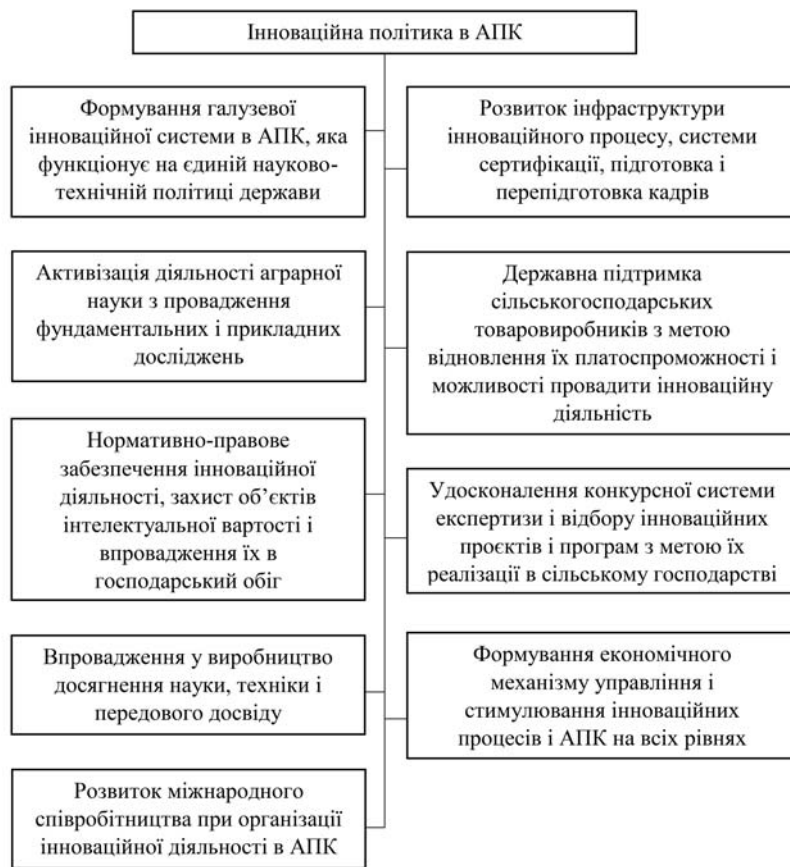 Інноваційна політика в АПК
Формування галузевої
інноваційної системи в АПК, яка
функціонує на єдиній науково-
технічній політиці держави
Розвиток інфраструктури
інноваційного процесу, системи
сертифікації, підготовка і
перепідготовка кадрів
Активізація діяльності аграрної
науки з провадження
фундаментальних і прикладних
досліджень
Державна підтримка
сільськогосподарських
товаровиробників з метою
відновлення їх платоспроможності і
можливості провадити інноваційну
діяльність
Нормативно-правове
забезпечення інноваційної
діяльності, захист об’єктів
інтелектуальної вартості і
впровадження їх в
господарський обіг
Удосконалення конкурсної системи
експертизи і відбору інноваційних
проєктів і програм з метою їх
реалізації в сільському господарстві
Впровадження у виробництво
досягнення науки, техніки і
передового досвіду
Формування економічного
механізму управління і
стимулювання інноваційних
процесів і АПК на всіх рівнях
Розвиток міжнародного
співробітництва при організації
інноваційної діяльності в АПК